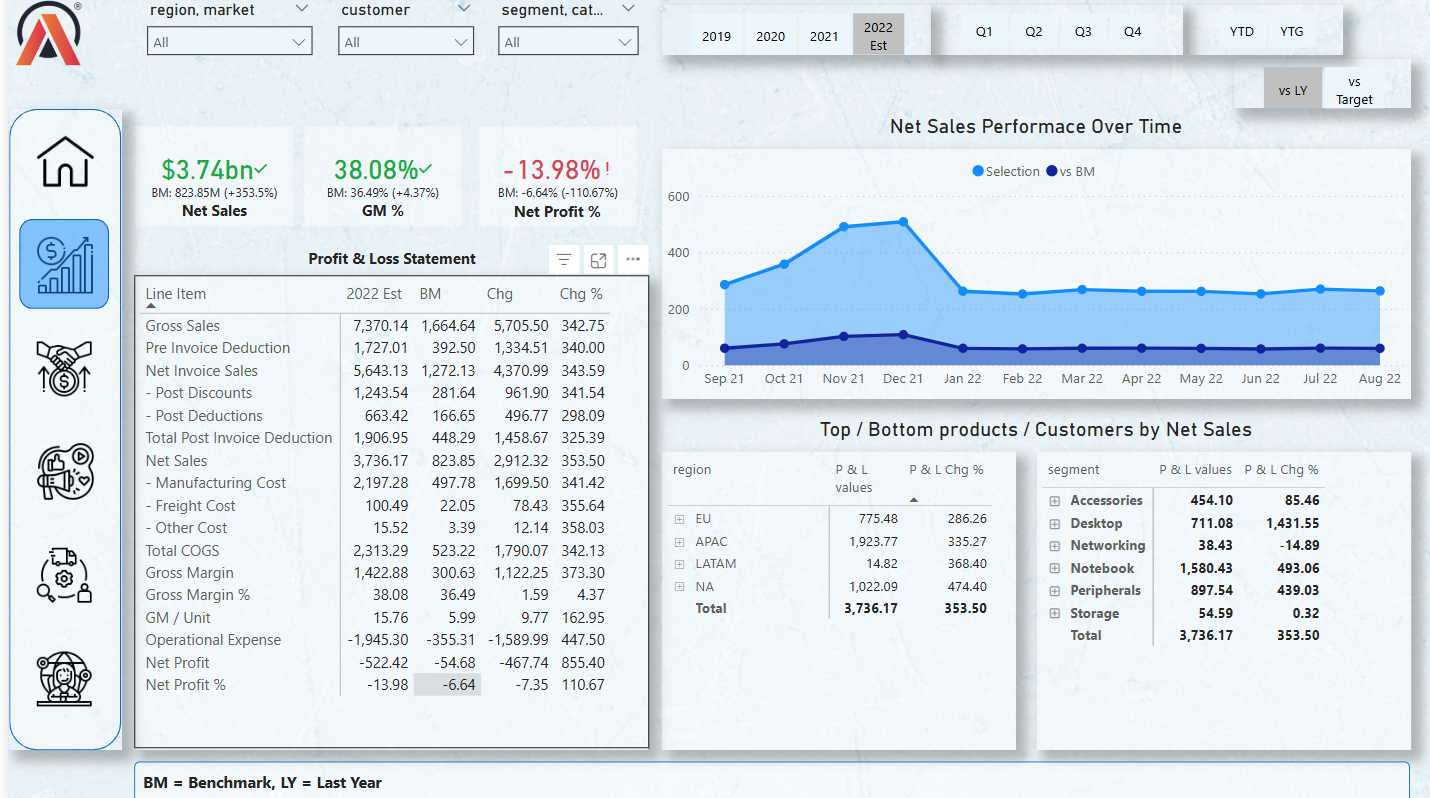 region, market
customer
segment, cat...
All
All
All
2019 2020 2021 2022 Est
Q1 Q2 Q3 Q4
YTD YTG
vs LY
vs Target
$3.74bn
BM: 823.85M (+353.5%)
Net Sales
38.08%
BM: 36.49% (+4.37%)
GM %
-13.98% !
BM: -6.64% (-110.67%)
Net Profit %
Profit & Loss Statement
...
Line Item 2022 Est BM Chg Chg %
Gross Sales 7,370.14 1,664.64 5,705.50 342.75
Pre Invoice Deduction 1,727.01 392.50 1,334.51 340.00
Net Invoice Sales 5,643.13 1,272.13 4,370.99 343.59
- Post Discounts 1,243.54 281.64 961.90 341.54
- Post Deductions 663.42 166.65 496.77 298.09
Total Post Invoice Deduction 1,906.95 448.29 1,458.67 325.39
Net Sales 3,736.17 823.85 2,912.32 353.50
- Manufacturing Cost 2,197.28 497.78 1,699.50 341.42
- Freight Cost 100.49 22.05 78.43 355.64
- Other Cost 15.52 3.39 12.14 358.03
Total COGS 2,313.29 523.22 1,790.07 342.13
Gross Margin 1,422.88 300.63 1,122.25 373.30
Gross Margin % 38.08 36.49 1.59 4.37
GM / Unit 15.76 5.99 9.77 162.95
Operational Expense -1,945.30 -355.31 -1,589.99 447.50
Net Profit -522.42 -54.68 -467.74 855.40
Net Profit % -13.98 -6.64 -7.35 110.67
Net Sales Performace Over Time
Selection vs BM
600
400
200
0
Sep 21 Oct 21 Nov 21 Dec 21 Jan 22 Feb 22 Mar 22 Apr 22 May 22 Jun 22 Jul 22 Aug 22
Top / Bottom products / Customers by Net Sales
region P & L values P & L Chg %
EU 775.48 286.26
APAC 1,923.77 335.27
LATAM 14.82 368.40
NA 1,022.09 474.40
Total 3,736.17 353.50
segment P & L values P & L Chg %
Accessories 454.10 85.46
Desktop 711.08 1,431.55
Networking 38.43 -14.89
Notebook 1,580.43 493.06
Peripherals 897.54 439.03
Storage 54.59 0.32
Total 3,736.17 353.50
BM = Benchmark, LY = Last Year